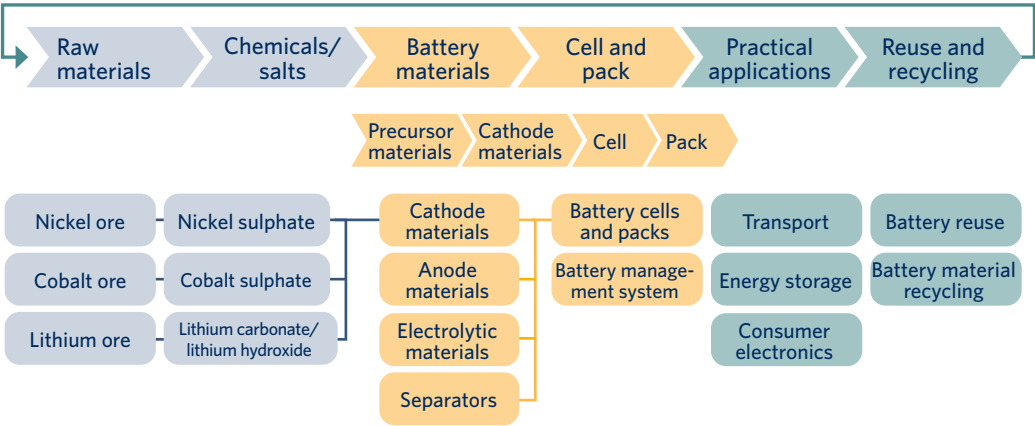 Raw
materials
Chemicals/
salts
Battery
materials
Cell and
pack
Practical
applications
Reuse and
recycling
Precursor
materials
Cathode
materials
Cell
Pack
Nickel ore
Nickel sulphate
Cathode
materials
Battery cells
and packs
Transport
Battery reuse
Cobalt ore
Cobalt sulphate
Anode
materials
Battery manage-
ment system
Energy storage
Battery material
recycling
Lithium ore
Lithium carbonate/
lithium hydroxide
Electrolytic
materials
Consumer
electronics
Separators